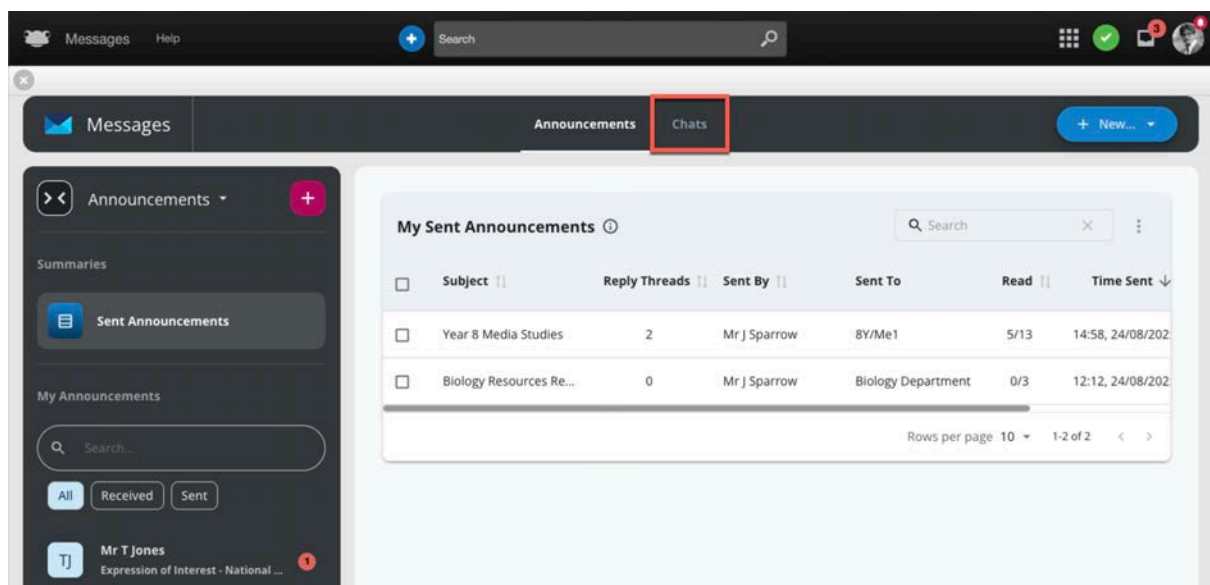 Messages Help Search 3
Messages Announcements Chats + New...
Announcements +
My Sent Announcements Search
Summaries
Subject Reply Threads Sent By Sent To Read Time Sent
Sent Announcements
Year 8 Media Studies 2 Mr J Sparrow 8Y/Me1 5/13 14:58, 24/08/202
Biology Resources Re... 0 Mr J Sparrow Biology Department 0/3 12:12, 24/08/202
My Announcements
Rows per page 10 1-2 of 2 < >
Search...
All Received Sent
TJ Mr T Jones 1
Expression of Interest - National ...